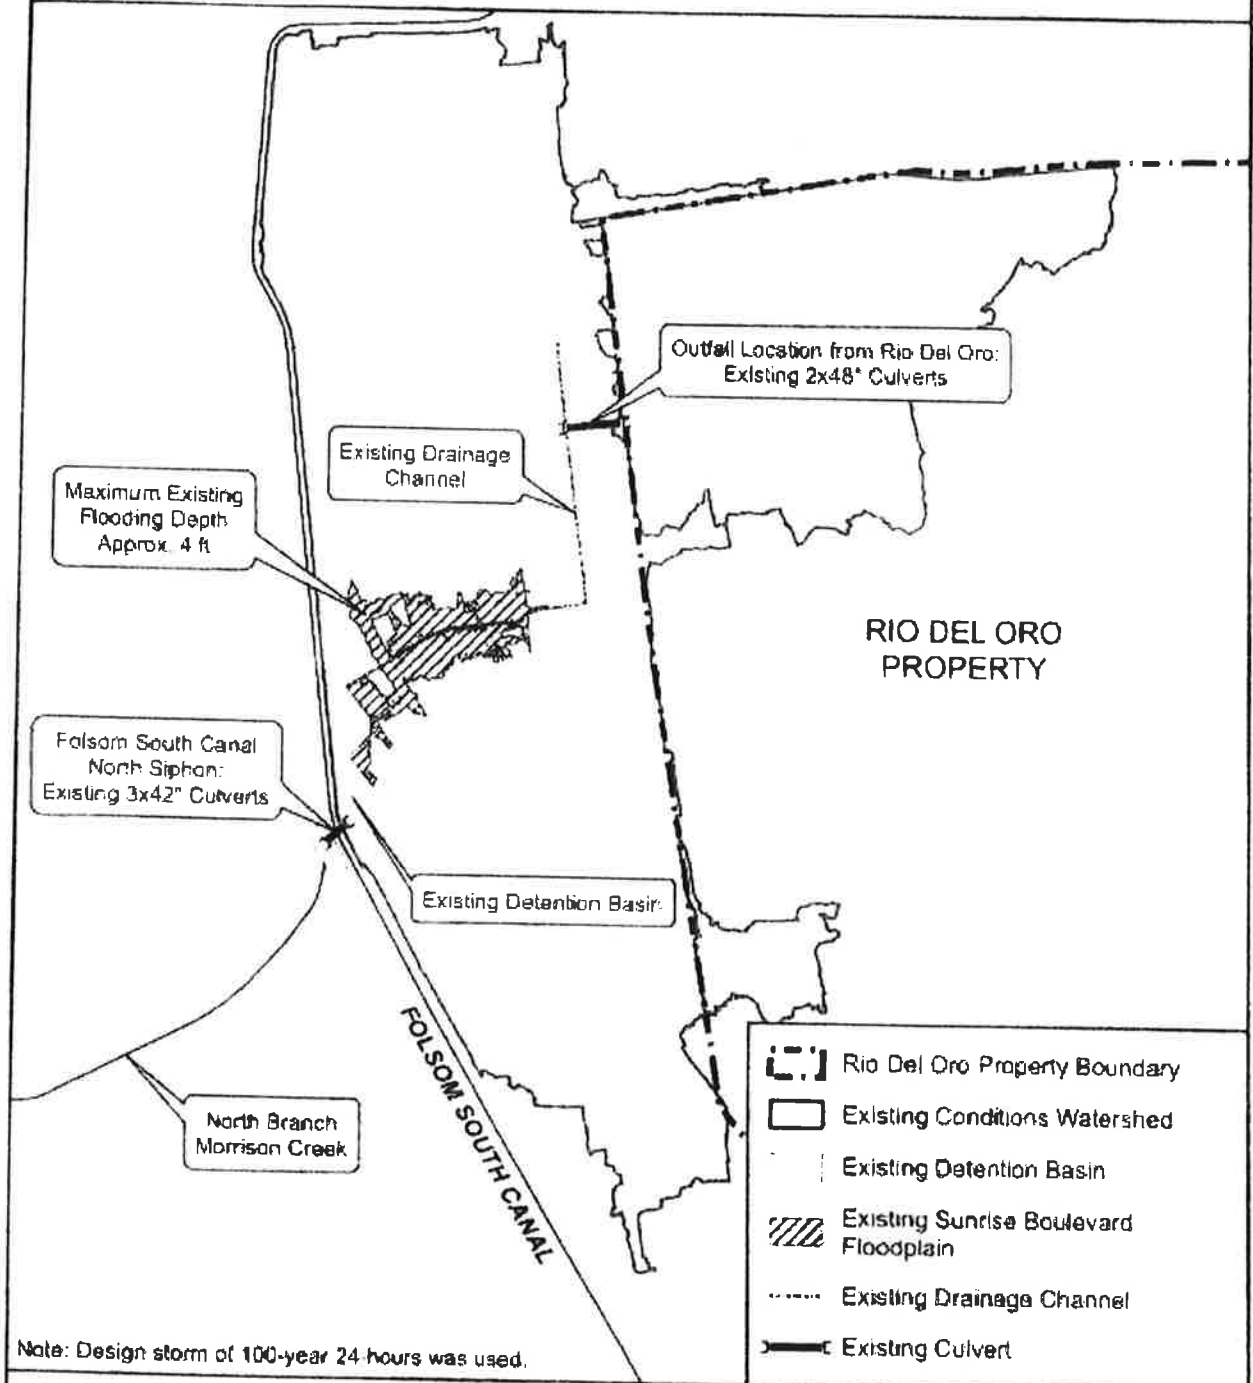 Outfall Location from Rio Del Oro:
Existing 2x48" Culverts
Existing Drainage
Channel
Maximum Existing
Flooding Depth
Approx. 4 ft
RIO DEL ORO
PROPERTY
Folsom South Canal
North Siphon:
Existing 3x42" Culverts
Existing Detention Basin
FOLSOM SOUTH CANAL
North Branch
Morrison Creek
Rio Del Oro Property Boundary
Existing Conditions Watershed
Existing Detention Basin
Existing Sunrise Boulevard
Floodplain
Existing Drainage Channel
Existing Culvert
Note: Design storm of 100-year 24-hours was used.